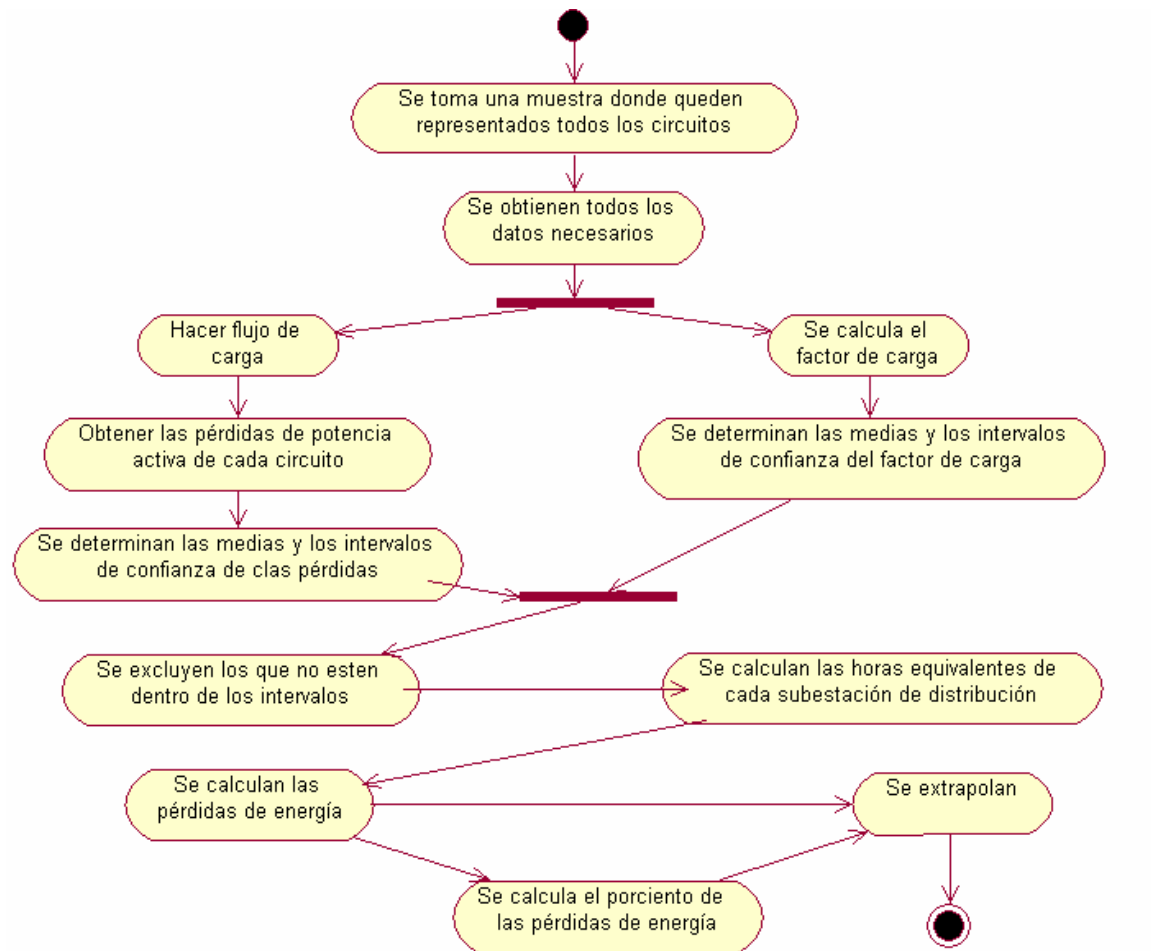 Se toma una muestra donde queden
representados todos los circuitos
Se obtienen todos los
datos necesarios
Hacer flujo de
carga
Se calcula el
factor de carga
Obtener las pérdidas de potencia
activa de cada circuito
Se determinan las medias y los intervalos
de confianza del factor de carga
Se determinan las medias y los intervalos
de confianza de clas pérdidas
Se excluyen los que no esten
dentro de los intervalos
Se calculan las horas equivalentes de
cada subestación de distribución
Se calculan las
pérdidas de energía
Se extrapolan
Se calcula el porciento de
las pérdidas de energía